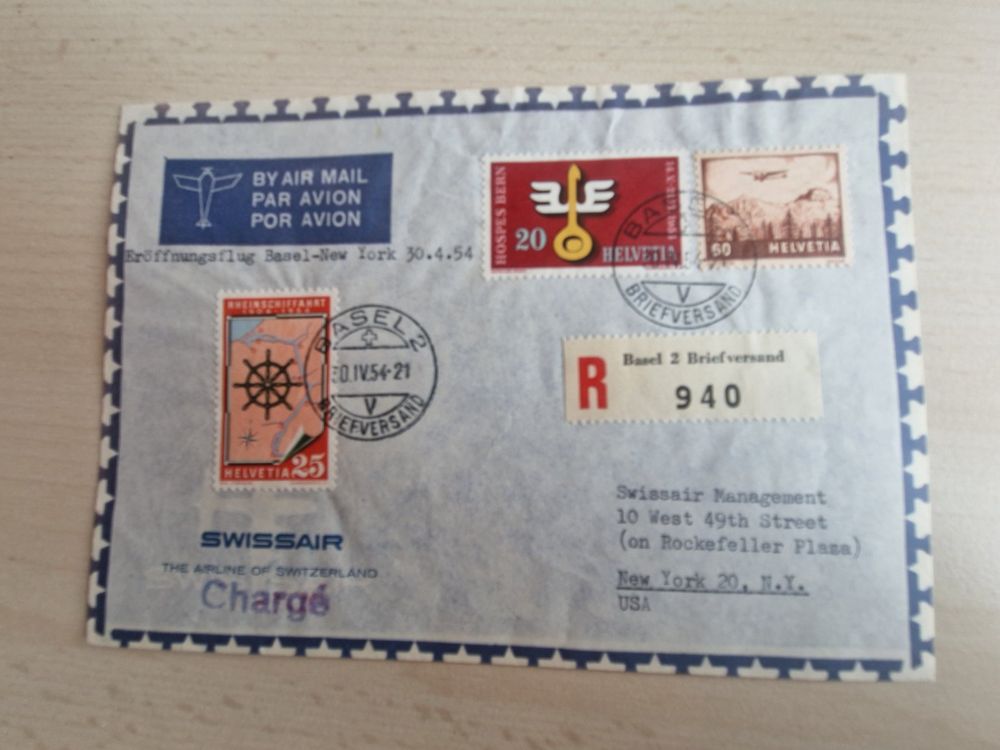 BY AIR MAIL
PAR AVION
POR AVION
Eröffnungsflug Basel-New York 30.4.54
HOSPES BERN
20
HELVETIA
60
HELVETIA
BASEL
V
BRIEFVERSAND
RHEINSCHIFFAHRT
1904-1954
HELVETIA 25
BASEL 2
30.IV.54-21
V
BRIEFVERSAND
R
Basel 2 Briefversand
940
Swissair Management
10 West 49th Street
(on Rockefeller Plaza)
New York 20, N.Y.
USA
SWISSAIR
THE AIRLINE OF SWITZERLAND
Chargé